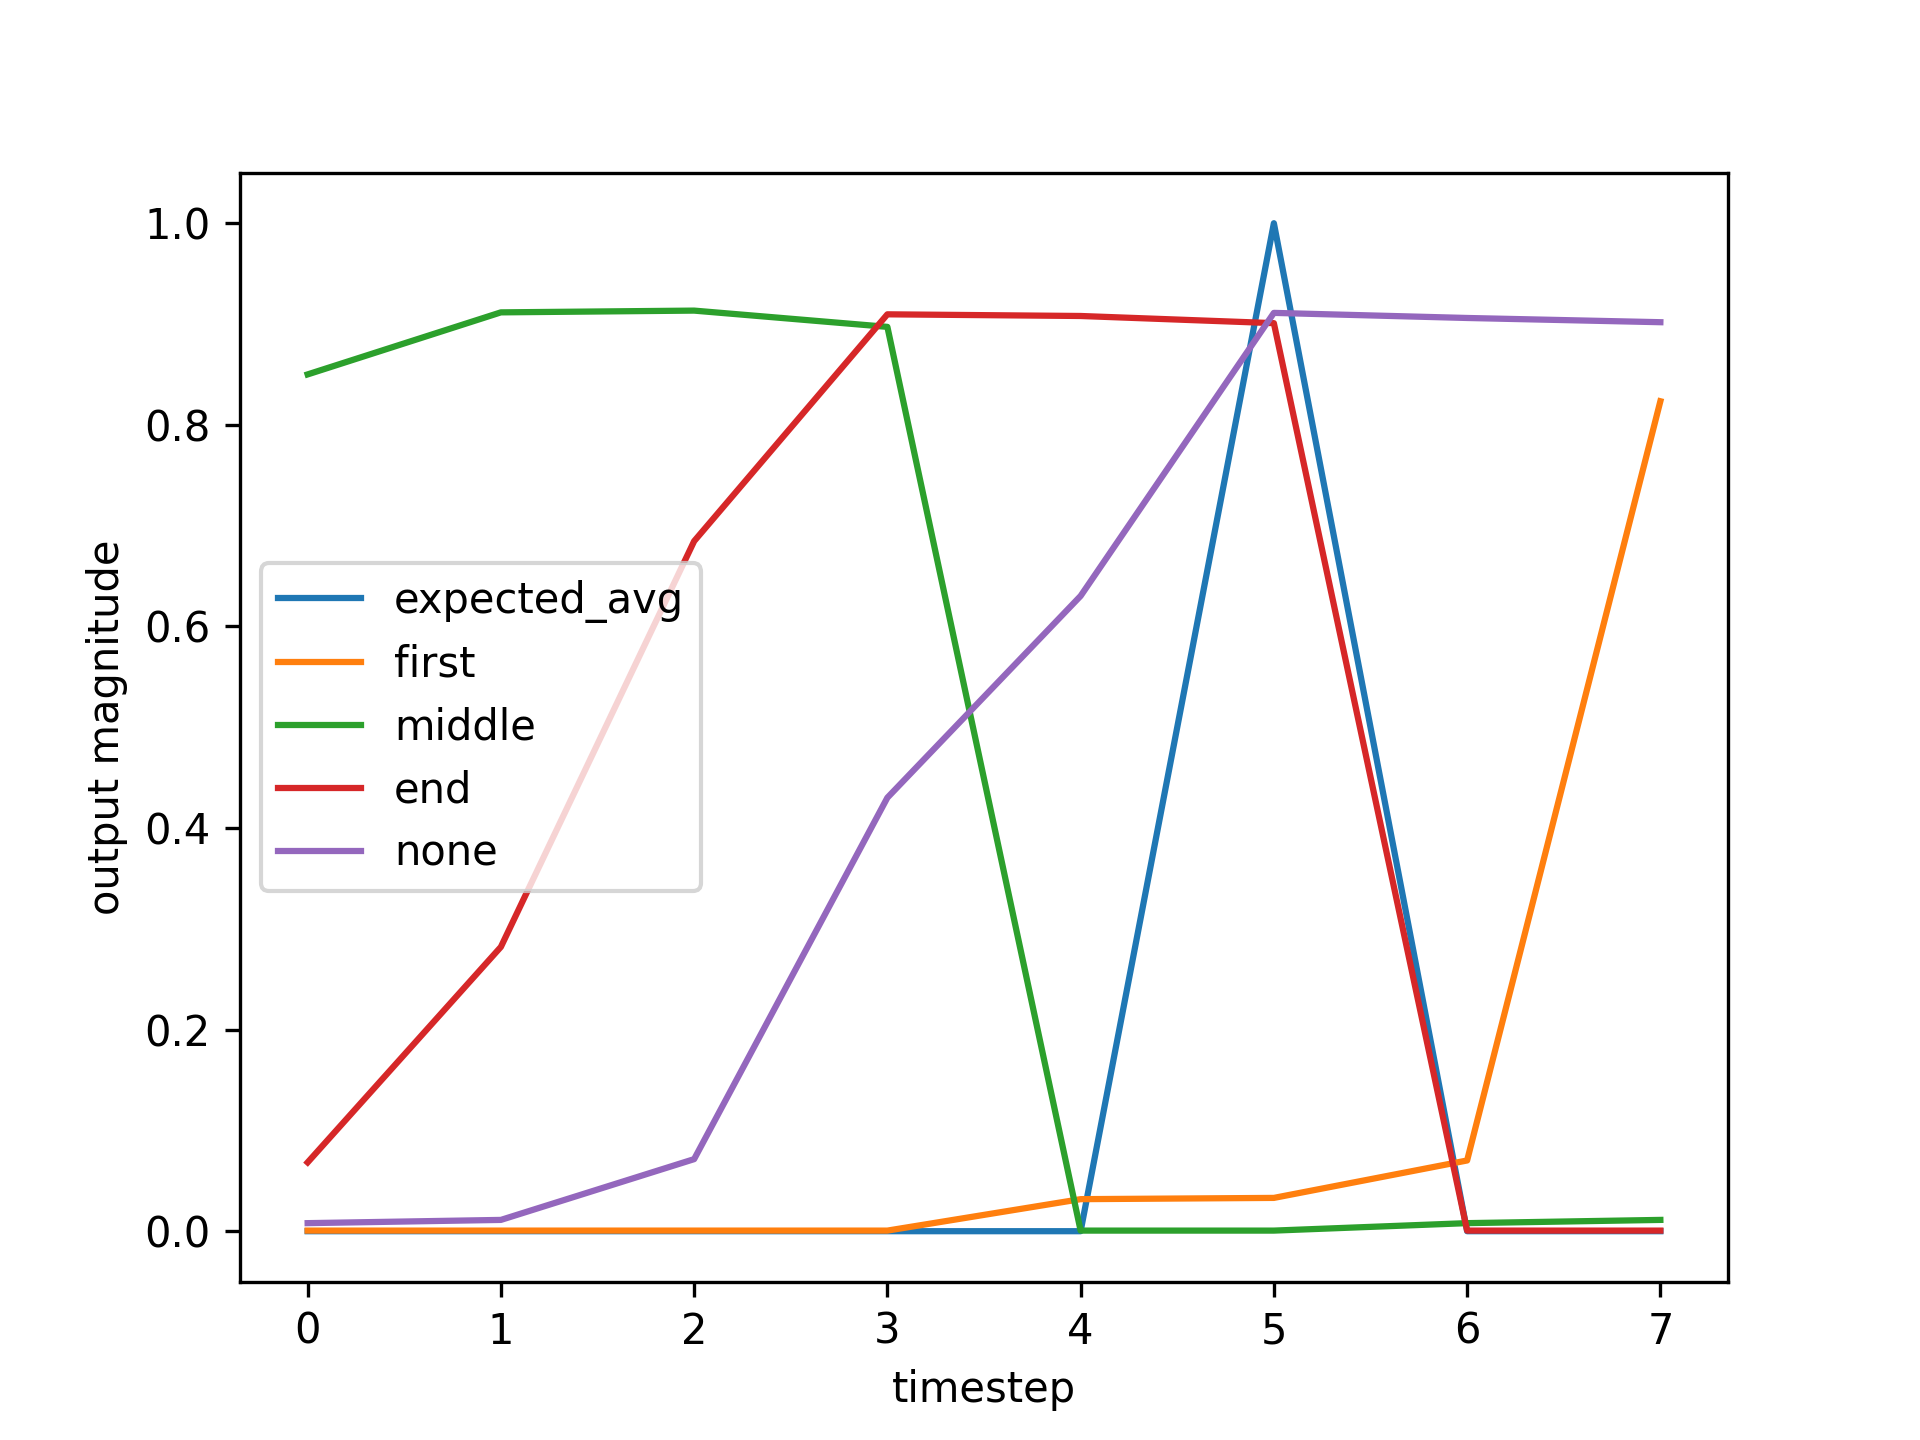 1.0
0.8
0.6
0.4
0.2
0.0
output magnitude
expected_avg
first
middle
end
none
0 1 2 3 4 5 6 7
timestep